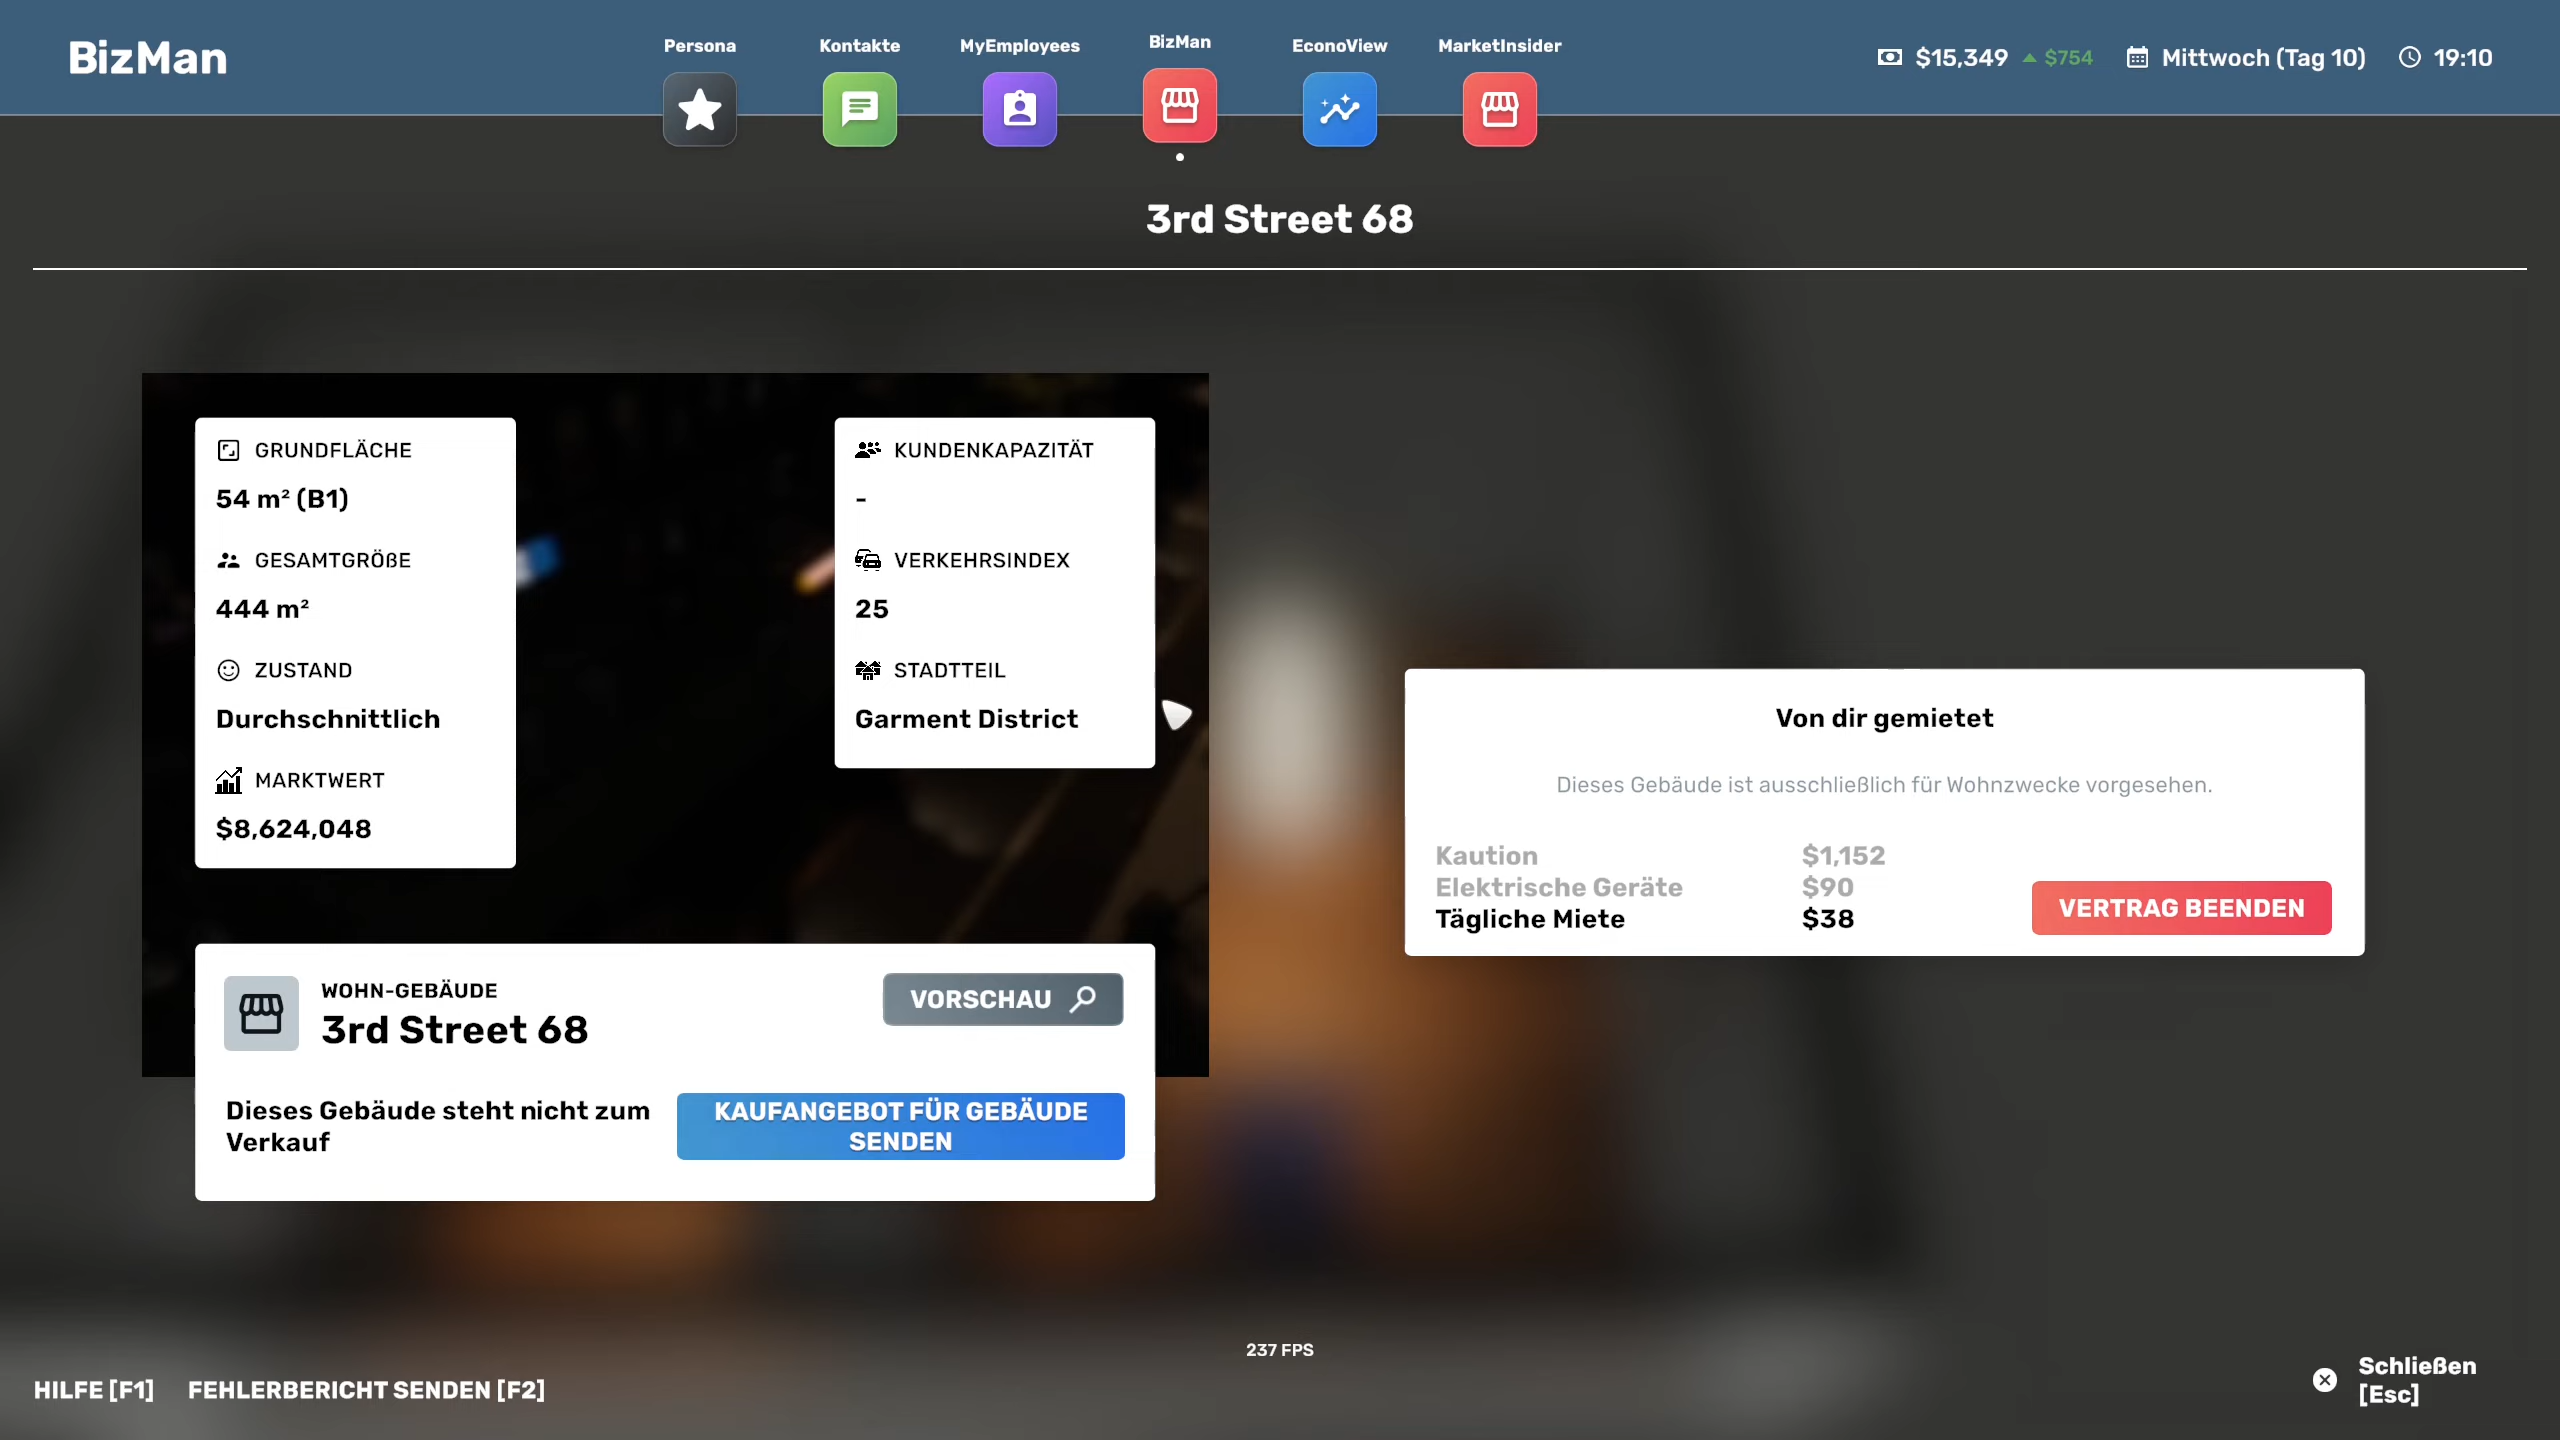 BizMan
Persona
Kontakte
MyEmployees
BizMan
EconoView
MarketInsider
$15,349 $754
Mittwoch (Tag 10)
19:10
3rd Street 68
GRUNDFLÄCHE
54 m² (B1)
GESAMTGRÖßE
444 m²
ZUSTAND
Durchschnittlich
MARKTWERT
$8,624,048
KUNDENKAPAZITÄT
-
VERKEHRSINDEX
25
STADTTEIL
Garment District
WOHN-GEBÄUDE
3rd Street 68
VORSCHAU
Dieses Gebäude steht nicht zum
Verkauf
KAUFANGEBOT FÜR GEBÄUDE
SENDEN
Von dir gemietet
Dieses Gebäude ist ausschließlich für Wohnzwecke vorgesehen.
Kaution $1,152
Elektrische Geräte $90
Tägliche Miete $38
VERTRAG BEENDEN
237 FPS
HILFE [F1]
FEHLERBERICHT SENDEN [F2]
Schließen
[Esc]